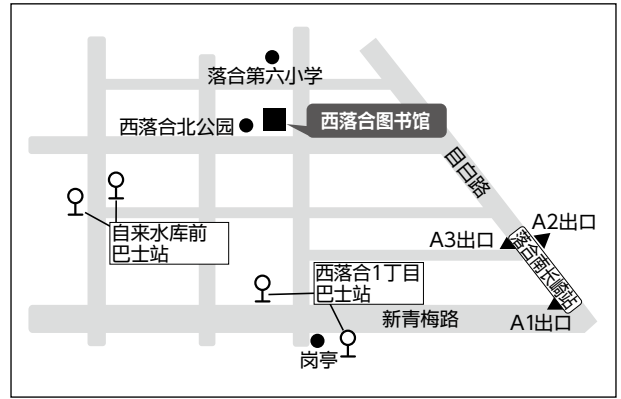 落合第六小学
西落合北公园
西落合图书馆
目白路
自来水库前
巴士站
A3出口
A2出口
落合南长崎站
西落合1丁目
巴士站
新青梅路
A1出口
岗亭